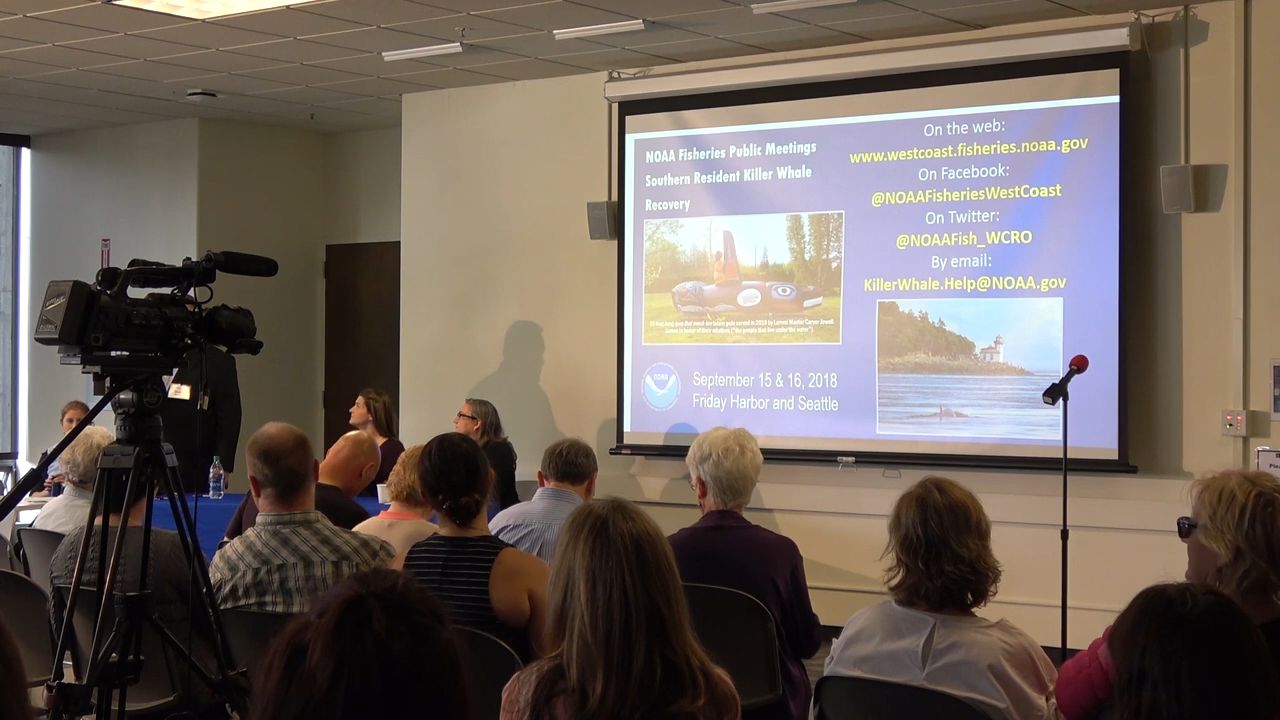 NOAA Fisheries Public Meetings
Southern Resident Killer Whale
Recovery
On the web:
www.westcoast.fisheries.noaa.gov
On Facebook:
@NOAAFisheriesWestCoast
On Twitter:
@NOAAFish_WCRO
By email:
KillerWhale.Help@NOAA.gov
NOAA
September 15 & 16, 2018
Friday Harbor and Seattle